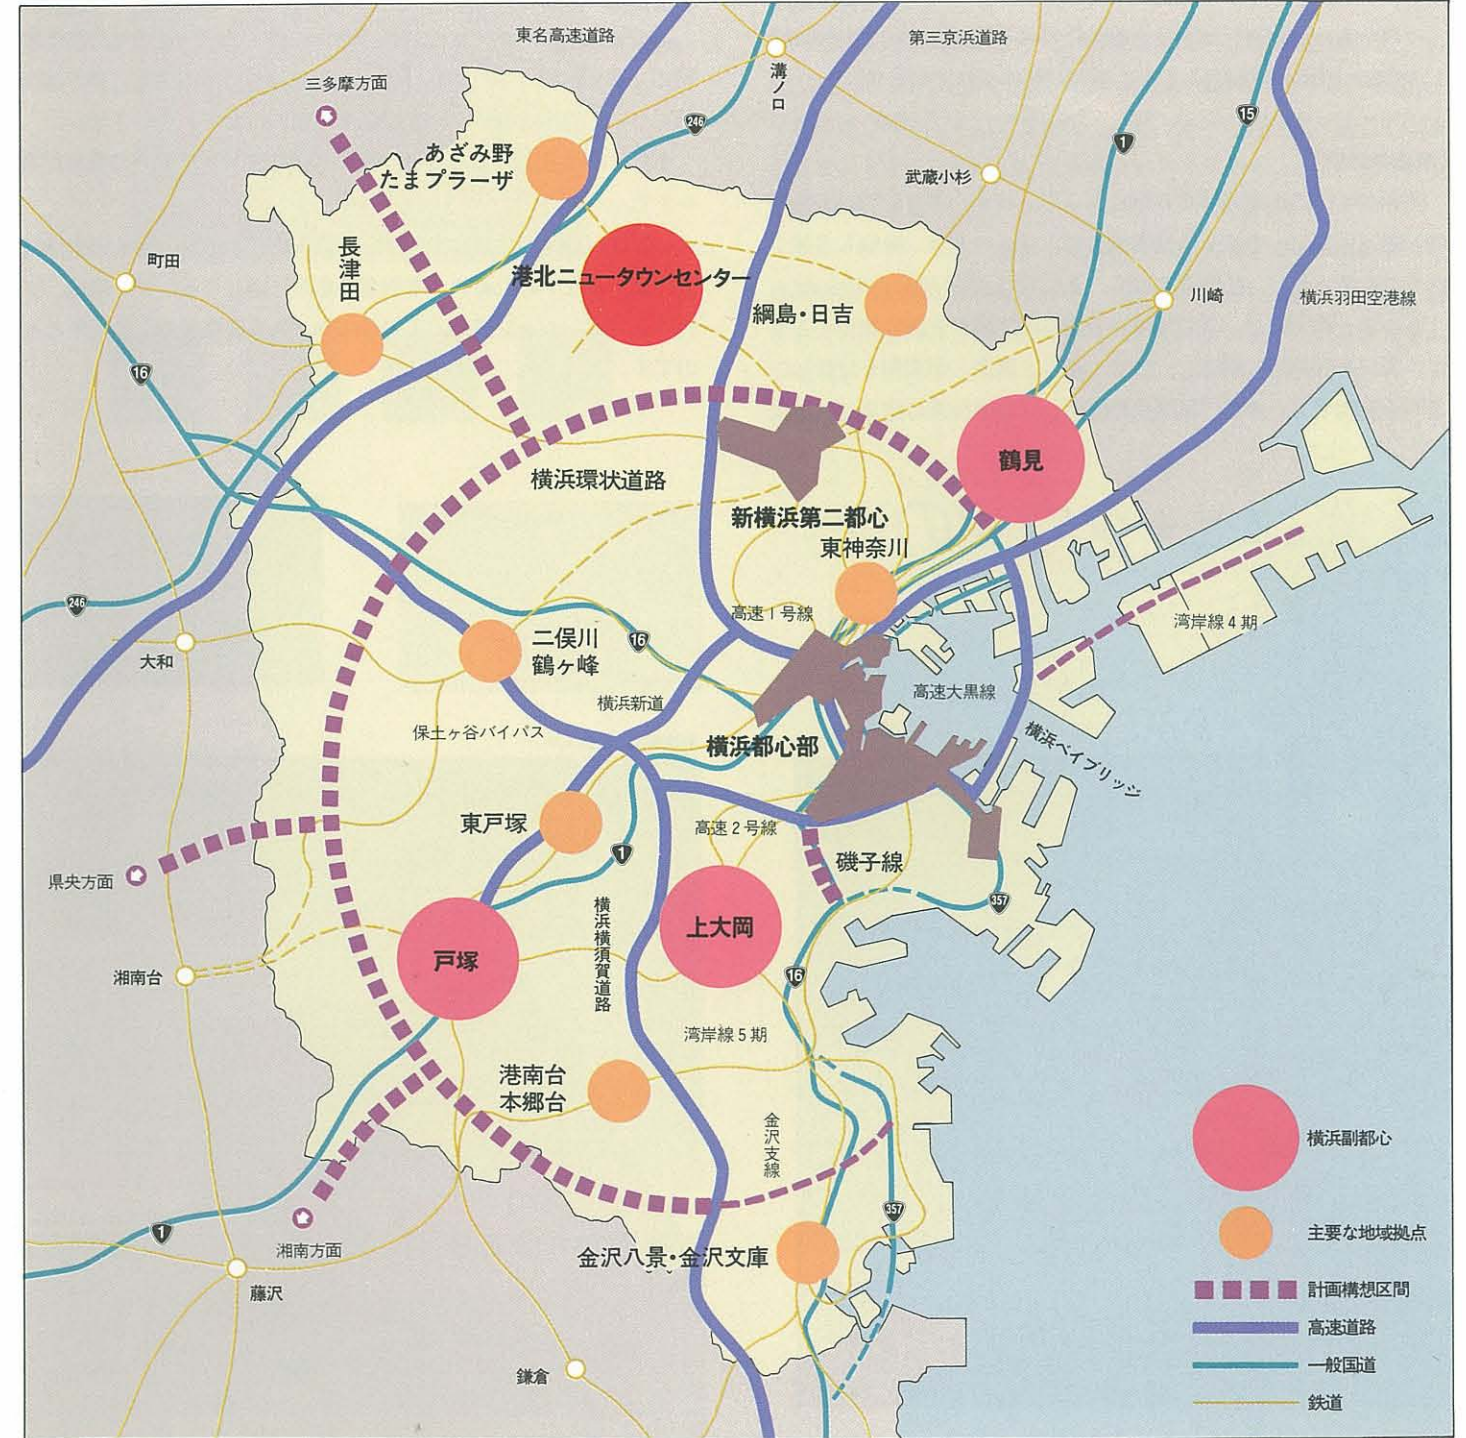 東名高速道路
第三京浜道路
三多摩方面
溝ノ口
246
1
15
あざみ野
たまプラーザ
武蔵小杉
長津田
町田
港北ニュータウンセンター
綱島・日吉
川崎
横浜羽田空港線
16
鶴見
横浜環状道路
新横浜第二都心
東神奈川
246
高速1号線
湾岸線4期
大和
二俣川
鶴ヶ峰
16
横浜新道
高速大黒線
保土ヶ谷バイパス
横浜都心部
横浜ベイブリッジ
東戸塚
高速2号線
1
磯子線
県央方面
357
横浜横須賀道路
上大岡
戸塚
湘南台
16
湾岸線5期
港南台
本郷台
金沢支線
横浜副都心
357
1
主要な地域拠点
湘南方面
金沢八景・金沢文庫
藤沢
計画構想区間
高速道路
一般国道
鎌倉
鉄道